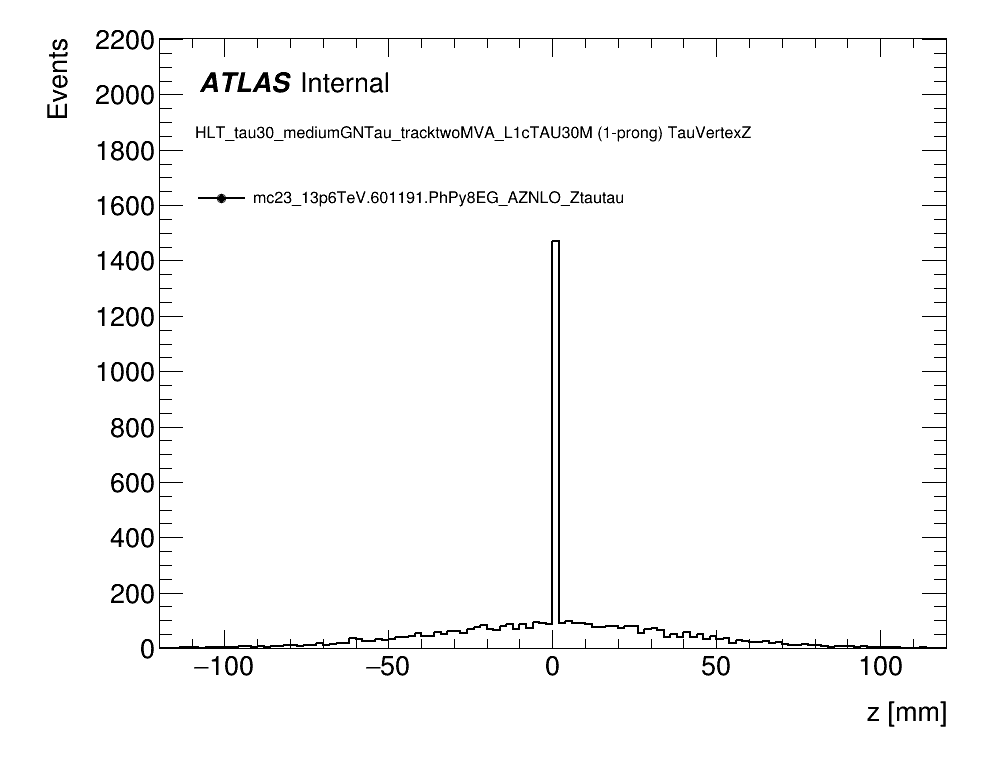 Events
2200
2000
1800
1600
1400
1200
1000
800
600
400
200
0
ATLAS Internal
HLT_tau30_mediumGNTau_tracktwoMVA_L1cTAU30M (1-prong) TauVertexZ
mc23_13p6TeV.601191.PhPy8EG_AZNLO_Ztautau
−100 −50 0 50 100
z [mm]